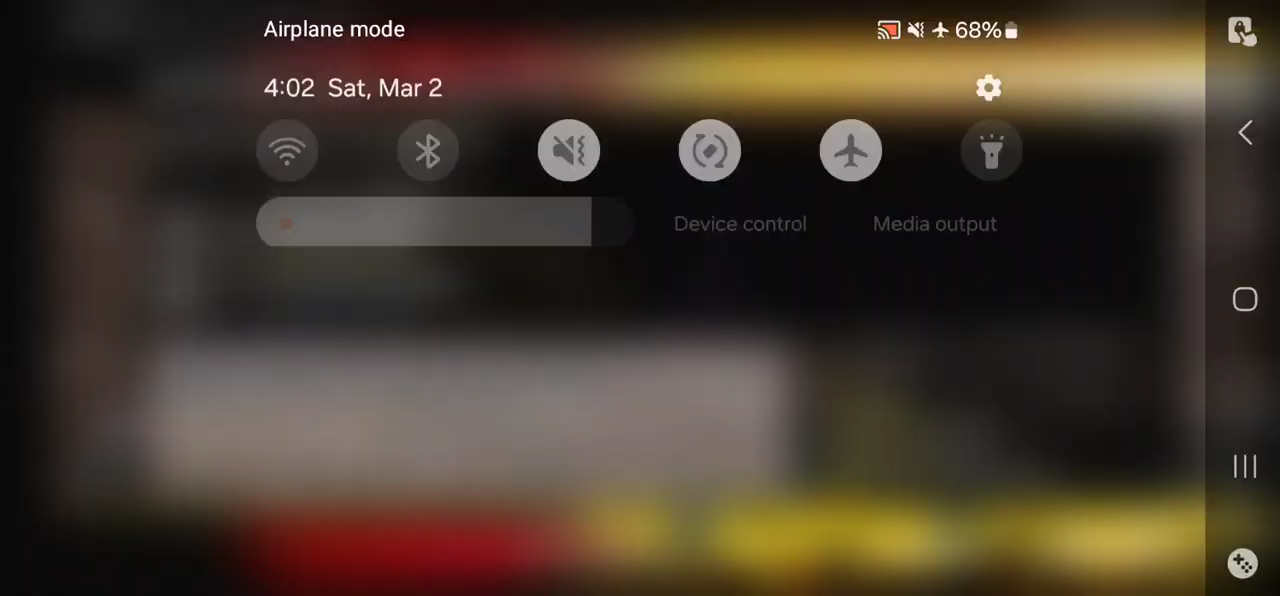 Airplane mode
68%
4:02 Sat, Mar 2
Device control
Media output